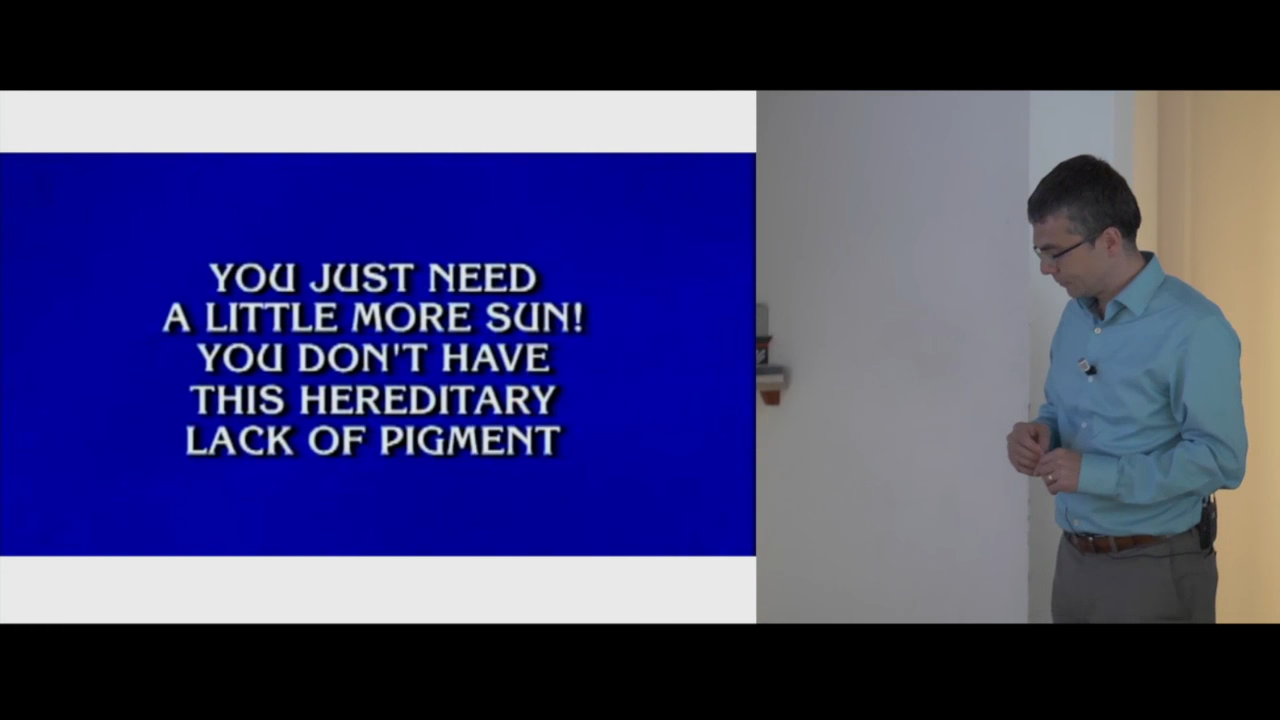 YOU JUST NEED
A LITTLE MORE SUN!
YOU DON'T HAVE
THIS HEREDITARY
LACK OF PIGMENT